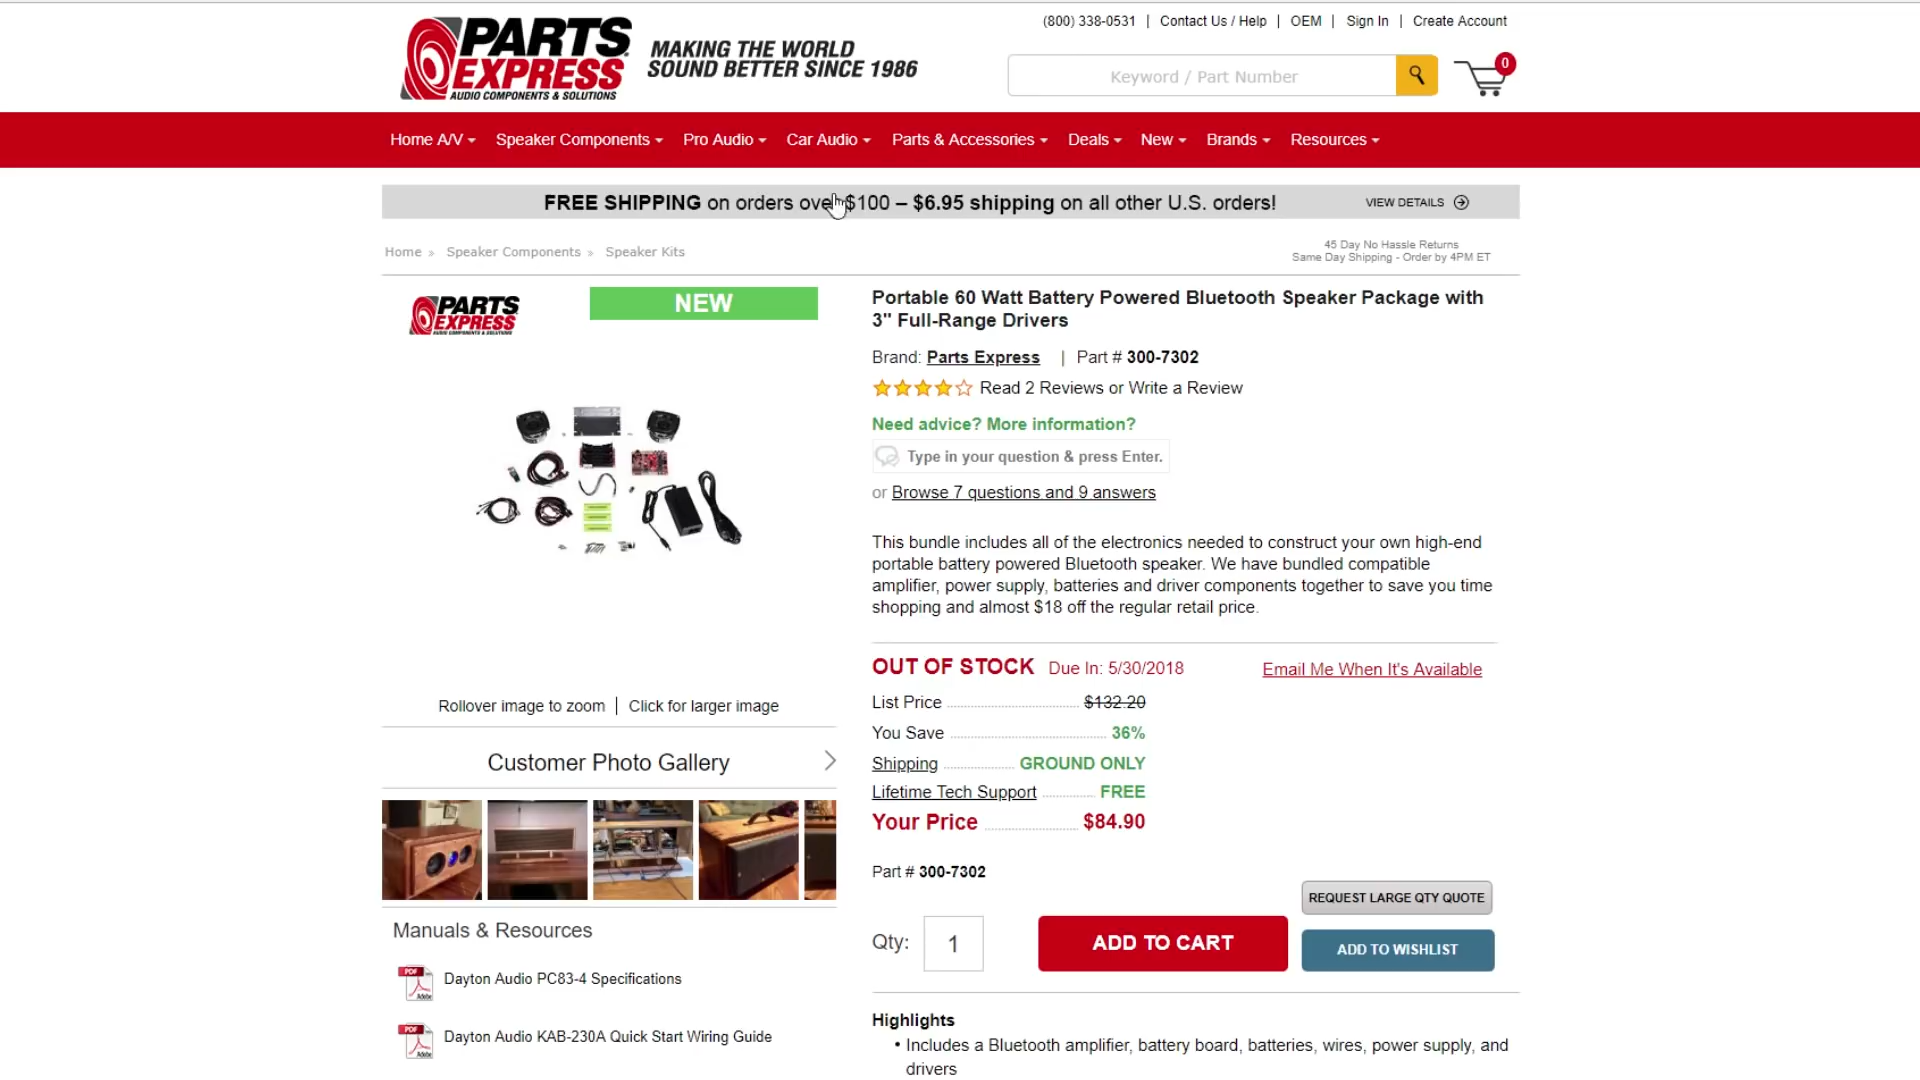 (800) 338-0531 | Contact Us / Help | OEM | Sign In | Create Account
PARTS EXPRESS
AUDIO COMPONENTS & SOLUTIONS
MAKING THE WORLD
SOUND BETTER SINCE 1986
Keyword / Part Number
0
Home A/V Speaker Components Pro Audio Car Audio Parts & Accessories Deals New Brands Resources
FREE SHIPPING on orders over $100 – $6.95 shipping on all other U.S. orders! VIEW DETAILS
Home » Speaker Components » Speaker Kits
45 Day No Hassle Returns
Same Day Shipping - Order by 4PM ET
PARTS EXPRESS
AUDIO COMPONENTS & SOLUTIONS
NEW
Rollover image to zoom | Click for larger image
Customer Photo Gallery
Manuals & Resources
Dayton Audio PC83-4 Specifications
Dayton Audio KAB-230A Quick Start Wiring Guide
Portable 60 Watt Battery Powered Bluetooth Speaker Package with
3" Full-Range Drivers
Brand: Parts Express | Part # 300-7302
Read 2 Reviews or Write a Review
Need advice? More information?
Type in your question & press Enter.
or Browse 7 questions and 9 answers
This bundle includes all of the electronics needed to construct your own high-end
portable battery powered Bluetooth speaker. We have bundled compatible
amplifier, power supply, batteries and driver components together to save you time
shopping and almost $18 off the regular retail price.
OUT OF STOCK Due In: 5/30/2018 Email Me When It's Available
List Price $132.20
You Save 36%
Shipping GROUND ONLY
Lifetime Tech Support FREE
Your Price $84.90
Part # 300-7302
REQUEST LARGE QTY QUOTE
Qty: 1 ADD TO CART ADD TO WISHLIST
Highlights
• Includes a Bluetooth amplifier, battery board, batteries, wires, power supply, and
drivers